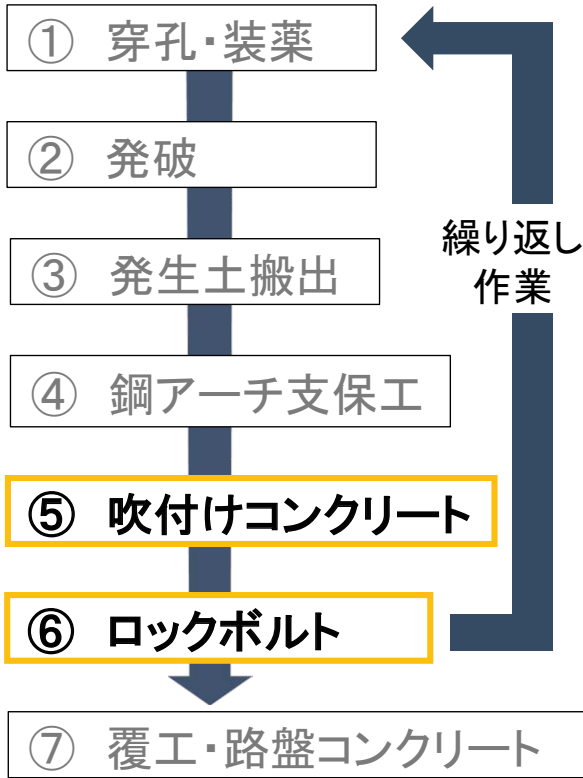 ① 穿孔・装薬
② 発破
③ 発生土搬出
④ 鋼アーチ支保工
⑤ 吹付けコンクリート
⑥ ロックボルト
⑦ 覆工・路盤コンクリート
繰り返し
作業